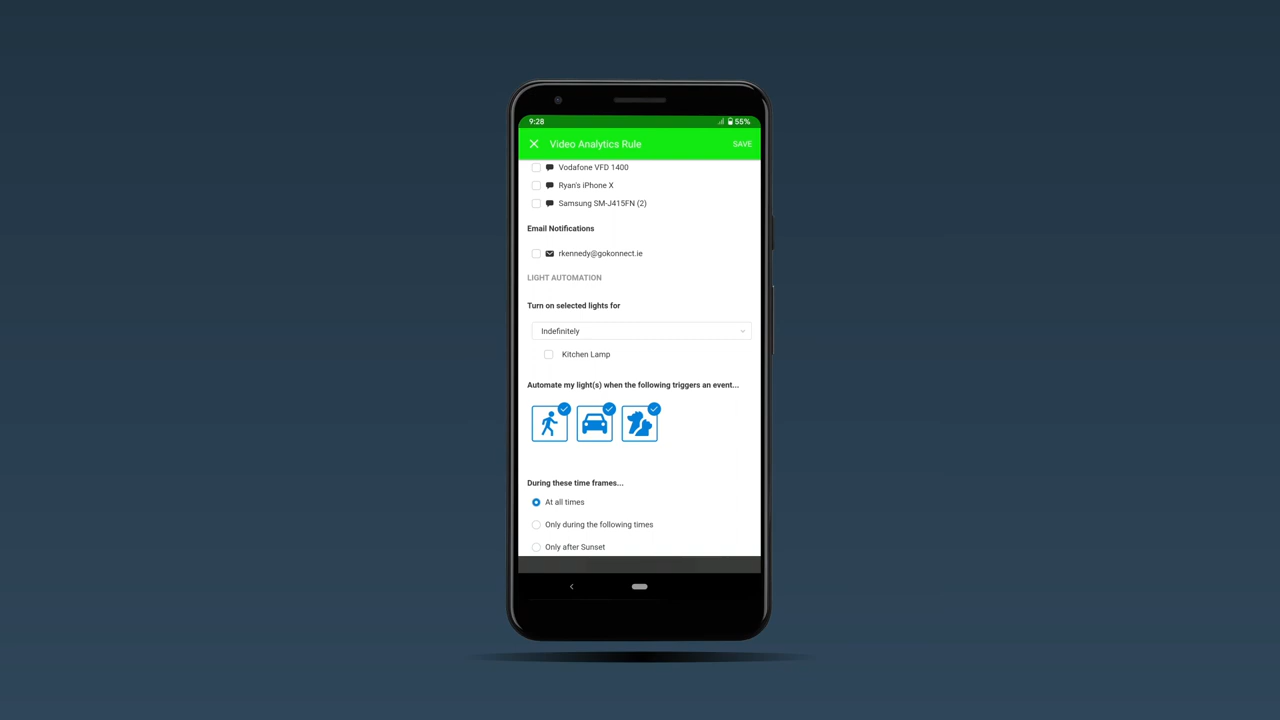 9:28 55%
Video Analytics Rule SAVE
Vodafone VFD 1400
Ryan's iPhone X
Samsung SM-J415FN (2)
Email Notifications
rkennedy@gokonnect.ie
LIGHT AUTOMATION
Turn on selected lights for
Indefinitely
Kitchen Lamp
Automate my light(s) when the following triggers an event...
During these time frames...
At all times
Only during the following times
Only after Sunset